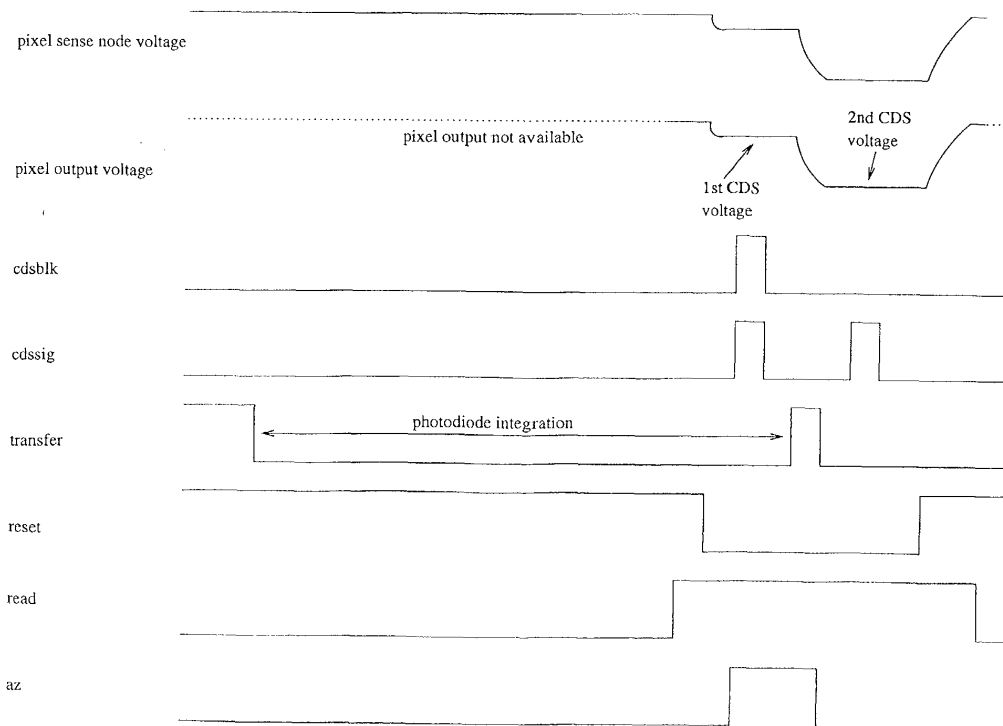 pixel sense node voltage
pixel output not available
2nd CDS
voltage
pixel output voltage
1st CDS
voltage
cdsblk
cdssig
transfer
photodiode integration
reset
read
az